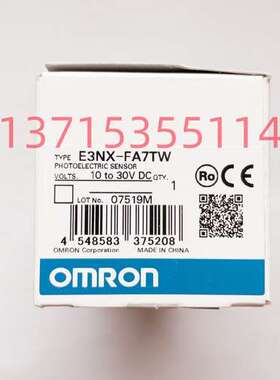 13715355114
TYPE E3NX-FA7TW
PHOTOELECTRIC SENSOR
VOLTS. 10 to 30V DC QTY. 1
LOT No. 07519M
4 548583 375208
OMRON Corporation MADE IN CHINA
Ro
OMRON